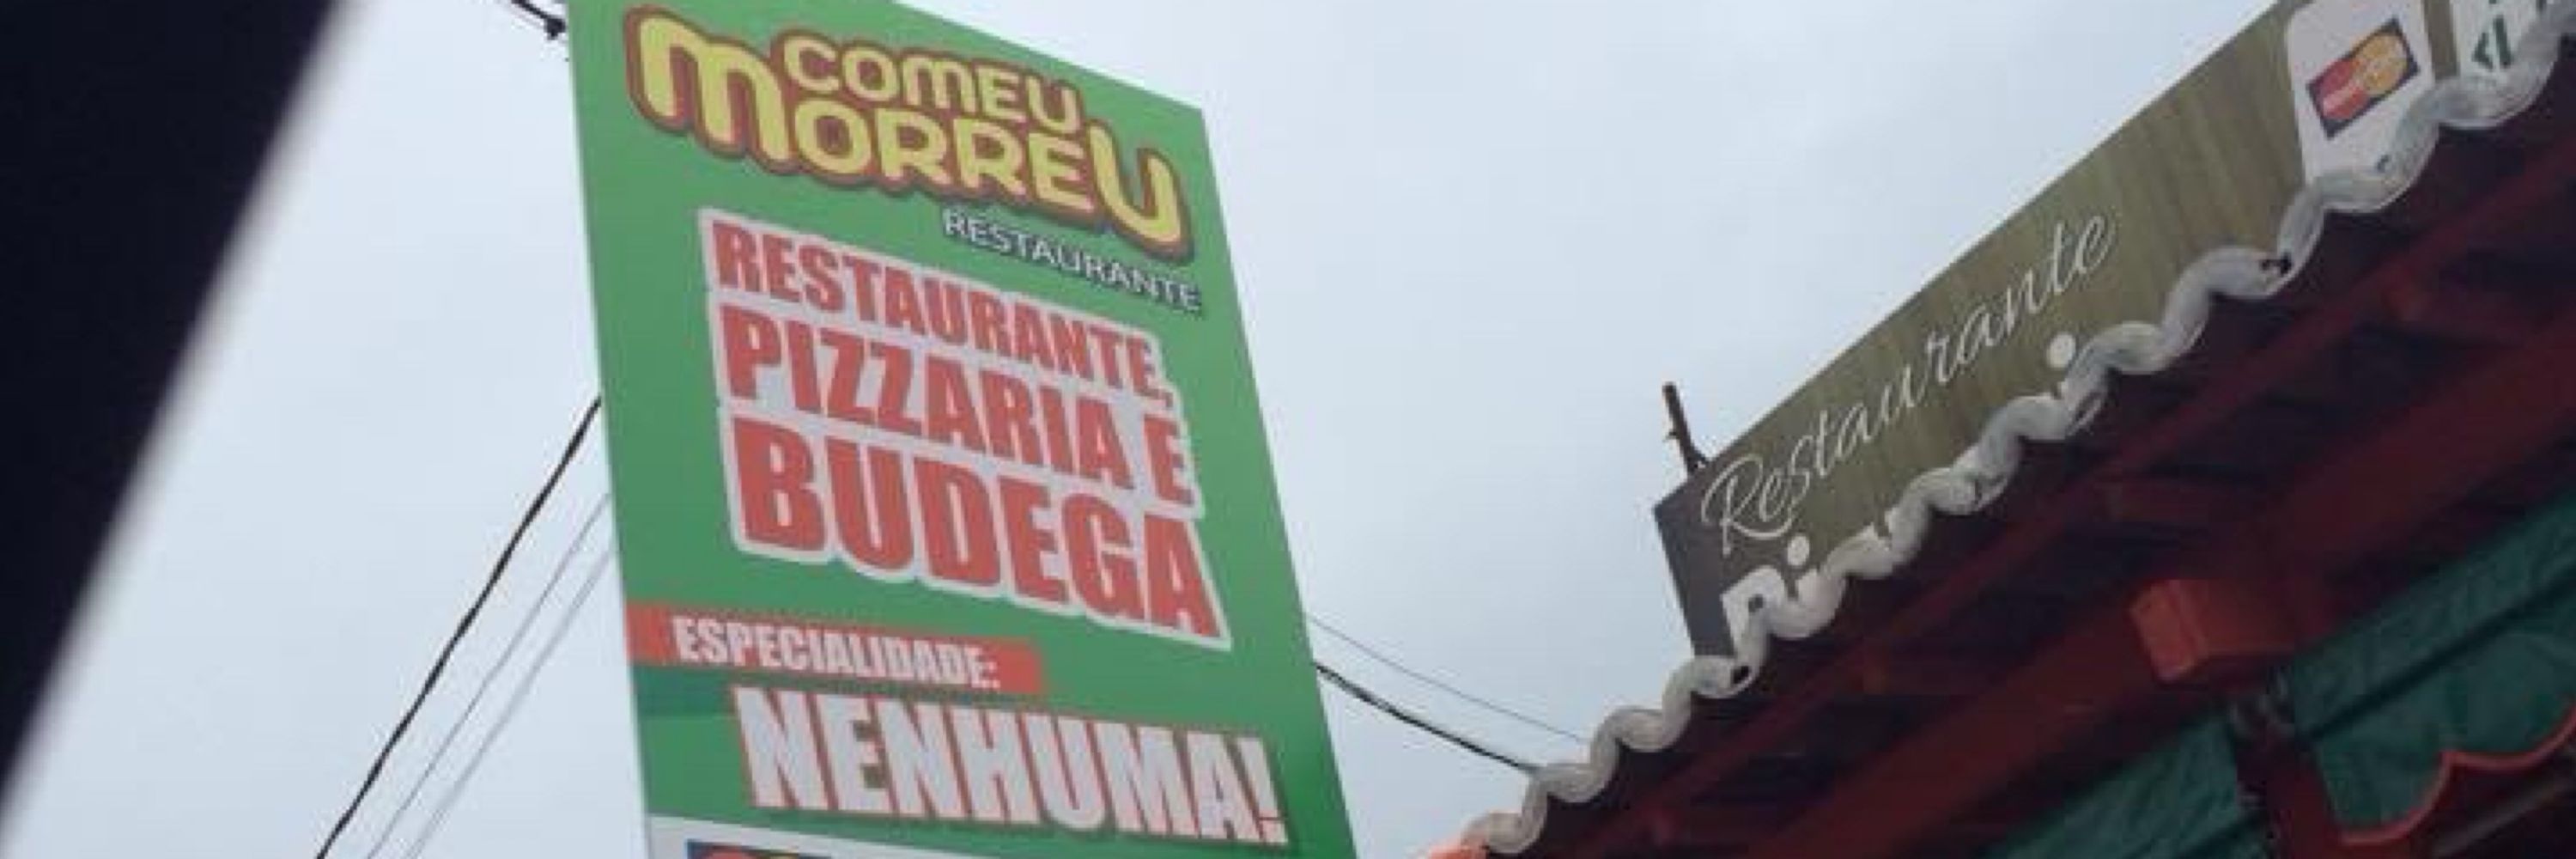 COMEU
MORREU
RESTAURANTE
RESTAURANTE,
PIZZARIA E
BUDEGA
ESPECIALIDADE:
NENHUMA!
Restaurante